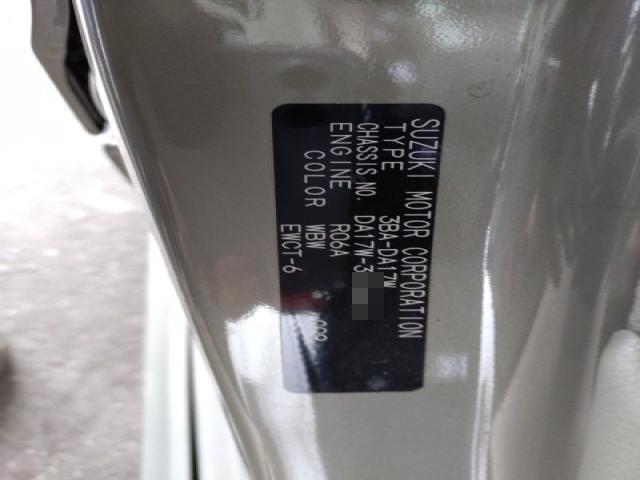 SUZUKI MOTOR CORPORATION
TYPE 3BA-DA17W
CHASSIS NO. DA17W-3
ENGINE R06A
COLOR WBW
EWCT-6